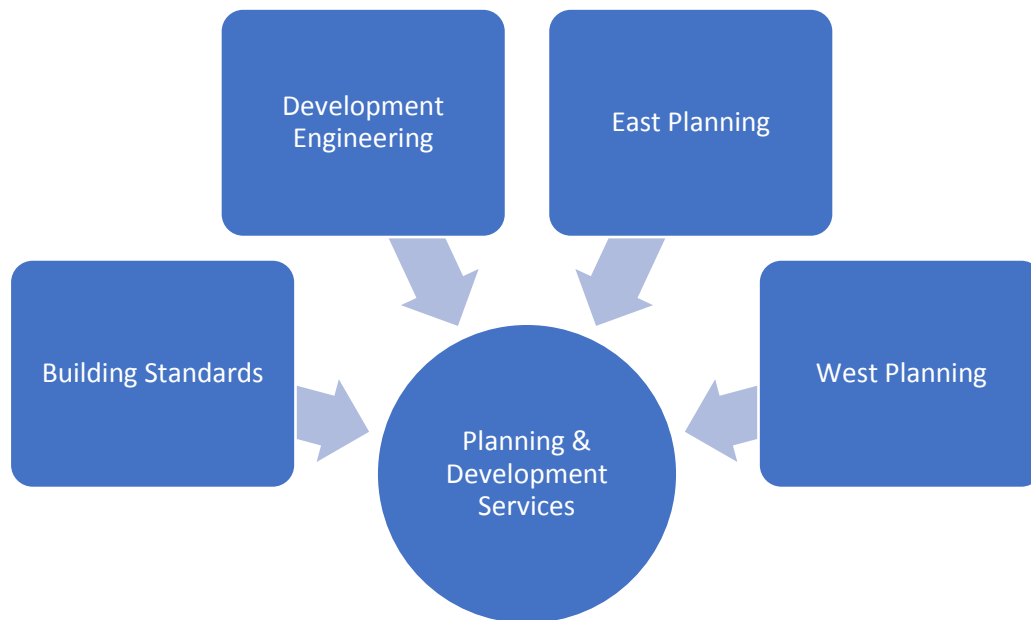 Development
Engineering
East Planning
Building Standards
West Planning
Planning &
Development
Services